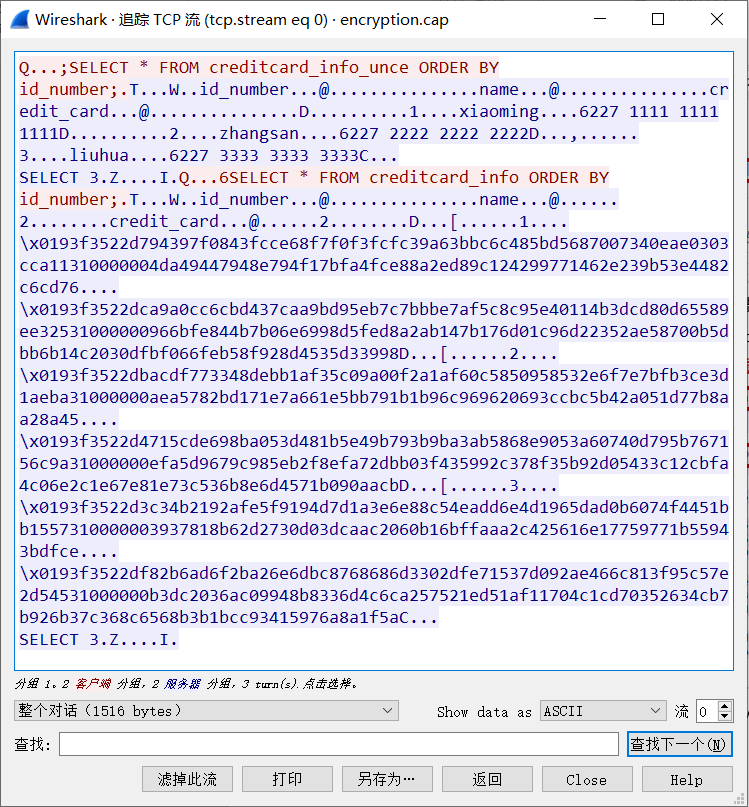 Wireshark · 追踪 TCP 流 (tcp.stream eq 0) · encryption.cap
Q...;SELECT * FROM creditcard_info_unce ORDER BY
id_number;.T...W..id_number...@...............name...@...............cr
edit_card...@...............D..........1....xiaoming....6227 1111 1111
1111D..........2....zhangsan....6227 2222 2222 2222D...,......
3....liuhua....6227 3333 3333 3333C...
SELECT 3.Z....I.Q...6SELECT * FROM creditcard_info ORDER BY
id_number;.T...W..id_number...@...............name...@......
2........credit_card...@......2........D...[......1....
\x0193f3522d794397f0843fcce68f7f0f3fcfc39a63bbc6c485bd5687007340eae0303
cca11310000004da49447948e794f17bfa4fce88a2ed89c124299771462e239b53e4482
c6cd76....
\x0193f3522dca9a0cc6cbd437caa9bd95eb7c7bbbe7af5c8c95e40114b3dcd80d65589
ee32531000000966bfe844b7b06e6998d5fed8a2ab147b176d01c96d22352ae58700b5d
bb6b14c2030dfbf066feb58f928d4535d33998D...[......2....
\x0193f3522dbacdf773348debb1af35c09a00f2a1af60c5850958532e6f7e7bfb3ce3d
1aeba31000000aea5782bd171e7a661e5bb791b1b96c969620693ccbc5b42a051d77b8a
a28a45....
\x0193f3522d4715cde698ba053d481b5e49b793b9ba3ab5868e9053a60740d795b7671
56c9a31000000efa5d9679c985eb2f8efa72dbb03f435992c378f35b92d05433c12cbfa
4c06e2c1e67e81e73c536b8e6d4571b090aacbD...[......3....
\x0193f3522d3c34b2192afe5f9194d7d1a3e6e88c54eadd6e4d1965dad0b6074f4451b
b1557310000003937818b62d2730d03dcaac2060b16bffaaa2c425616e17759771b5594
3bdfce....
\x0193f3522df82b6ad6f2ba26e6dbc8768686d3302dfe71537d092ae466c813f95c57e
2d54531000000b3dc2036ac09948b8336d4c6ca257521ed51af11704c1cd70352634cb7
b926b37c368c6568b3b1bcc93415976a8a1f5aC...
SELECT 3.Z....I.
分组 1。2 客户端 分组，2 服务器 分组，3 turn(s).点击选择。
整个对话（1516 bytes） Show data as ASCII 流 0
查找： 查找下一个(N)
滤掉此流 打印 另存为… 返回 Close Help